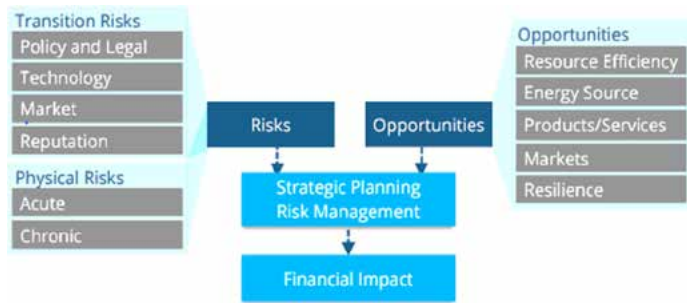 Transition Risks
Policy and Legal
Technology
Market
Reputation
Physical Risks
Acute
Chronic
Risks
Opportunities
Strategic Planning
Risk Management
Financial Impact
Opportunities
Resource Efficiency
Energy Source
Products/Services
Markets
Resilience